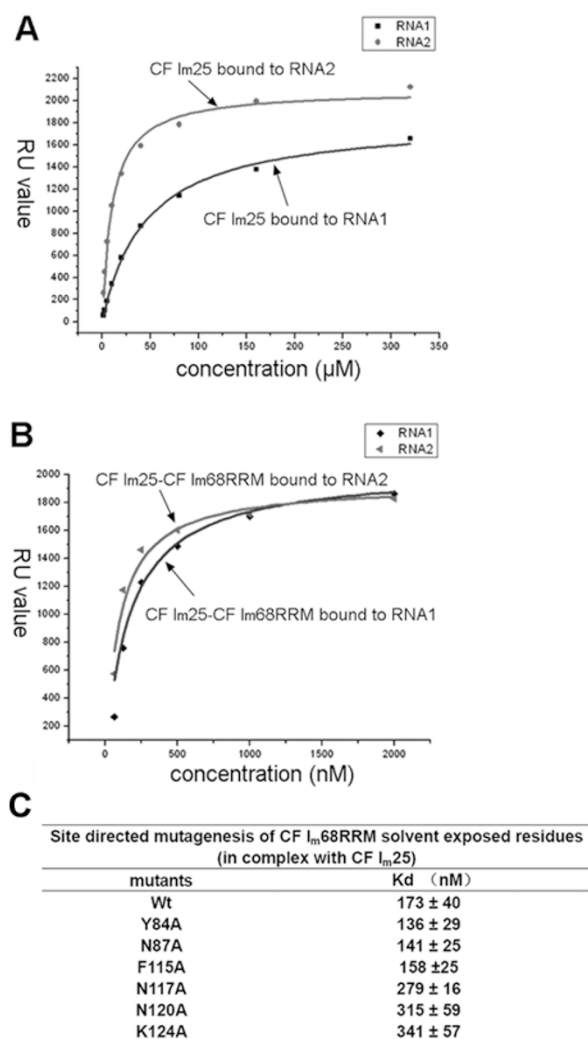 A
RNA1
RNA2
CF Im25 bound to RNA2
2200
2000
1800
1600
1400
1200
1000
800
600
400
200
0
RU value
CF Im25 bound to RNA1
0 50 100 150 200 250 300 350
concentration (µM)
B
RNA1
RNA2
CF Im25-CF Im68RRM bound to RNA2
2000
1800
1600
1400
1200
1000
800
600
400
200
RU value
CF Im25-CF Im68RRM bound to RNA1
0 500 1000 1500 2000
concentration (nM)
C
Site directed mutagenesis of CF Im68RRM solvent exposed residues
(in complex with CF Im25)
mutants Kd (nM)
Wt 173 ± 40
Y84A 136 ± 29
N87A 141 ± 25
F115A 158 ±25
N117A 279 ± 16
N120A 315 ± 59
K124A 341 ± 57